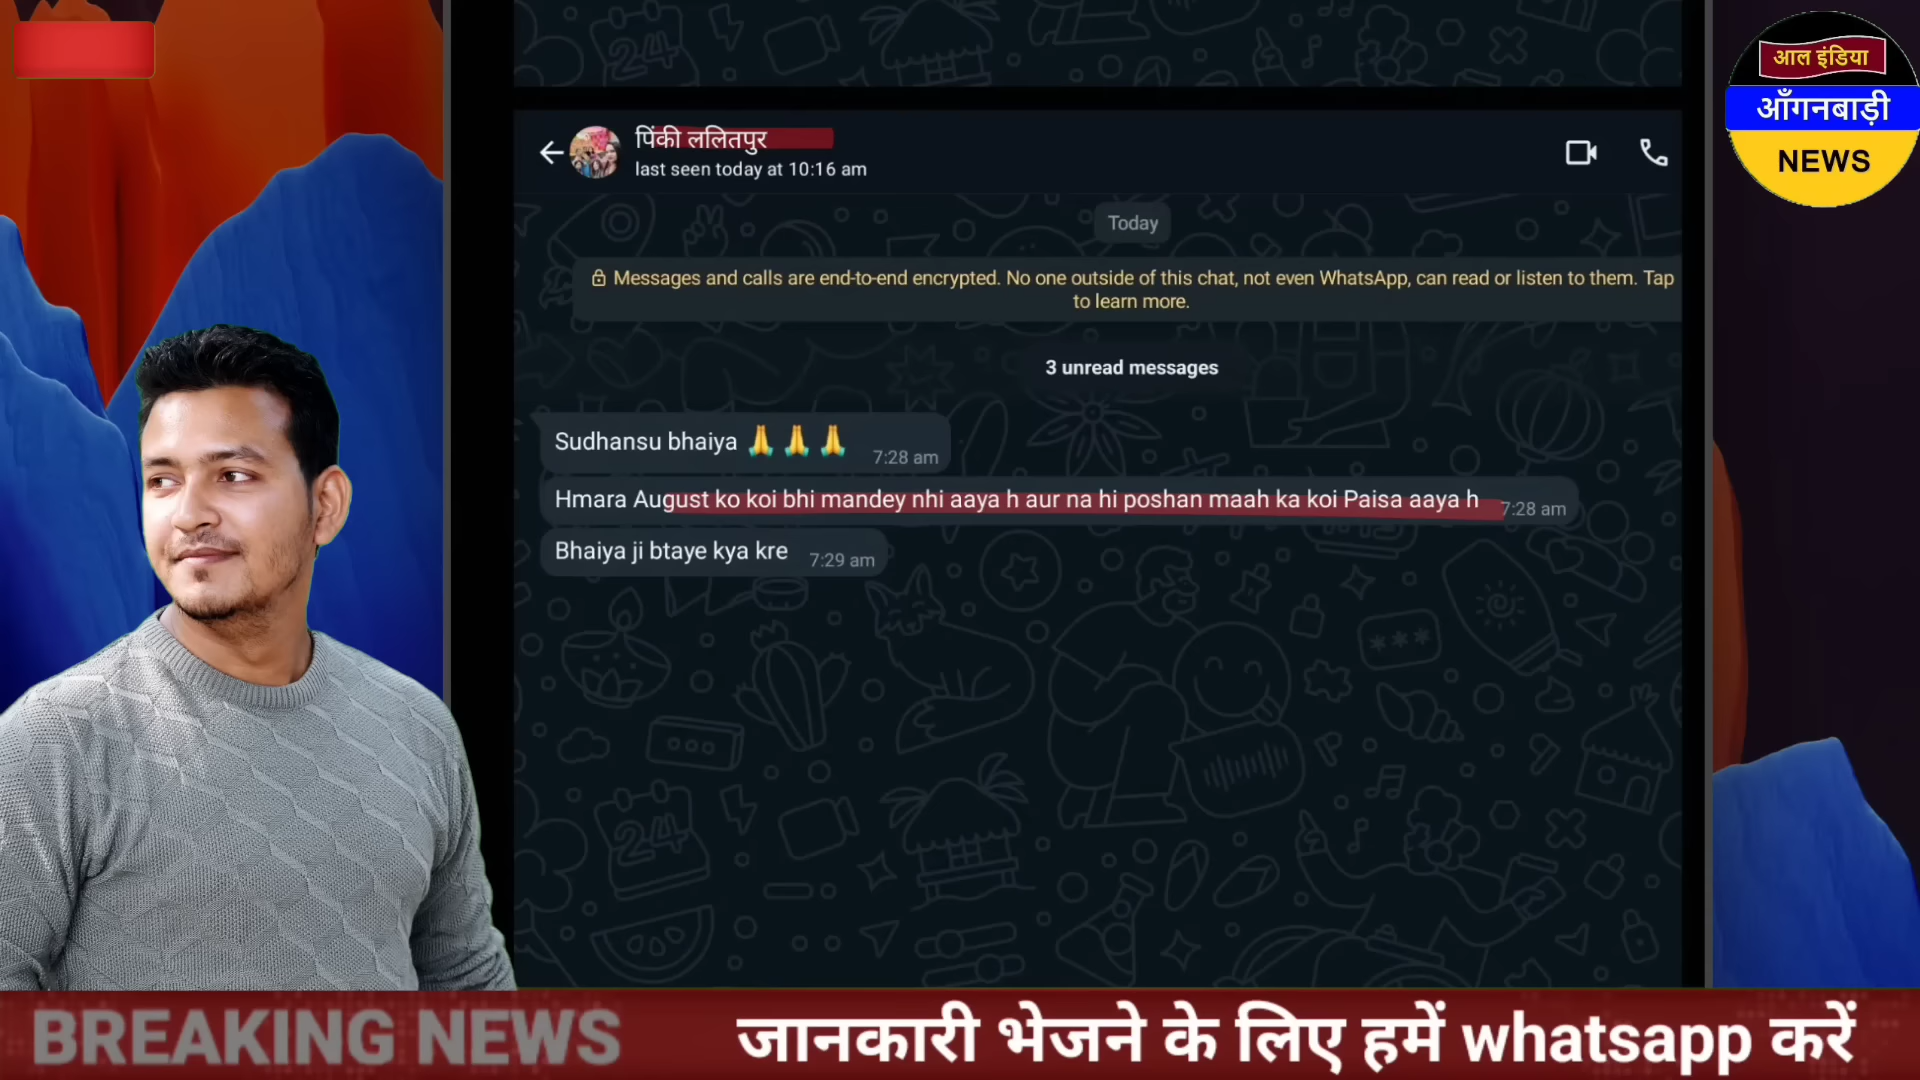 आल इंडिया
आँगनबाड़ी
NEWS
पिंकी ललितपुर
last seen today at 10:16 am
Today
Messages and calls are end-to-end encrypted. No one outside of this chat, not even WhatsApp, can read or listen to them. Tap
to learn more.
3 unread messages
Sudhansu bhaiya 🙏🙏🙏 7:28 am
Hmara August ko koi bhi mandey nhi aaya h aur na hi poshan maah ka koi Paisa aaya h 7:28 am
Bhaiya ji btaye kya kre 7:29 am
BREAKING NEWS
जानकारी भेजने के लिए हमें whatsapp करें